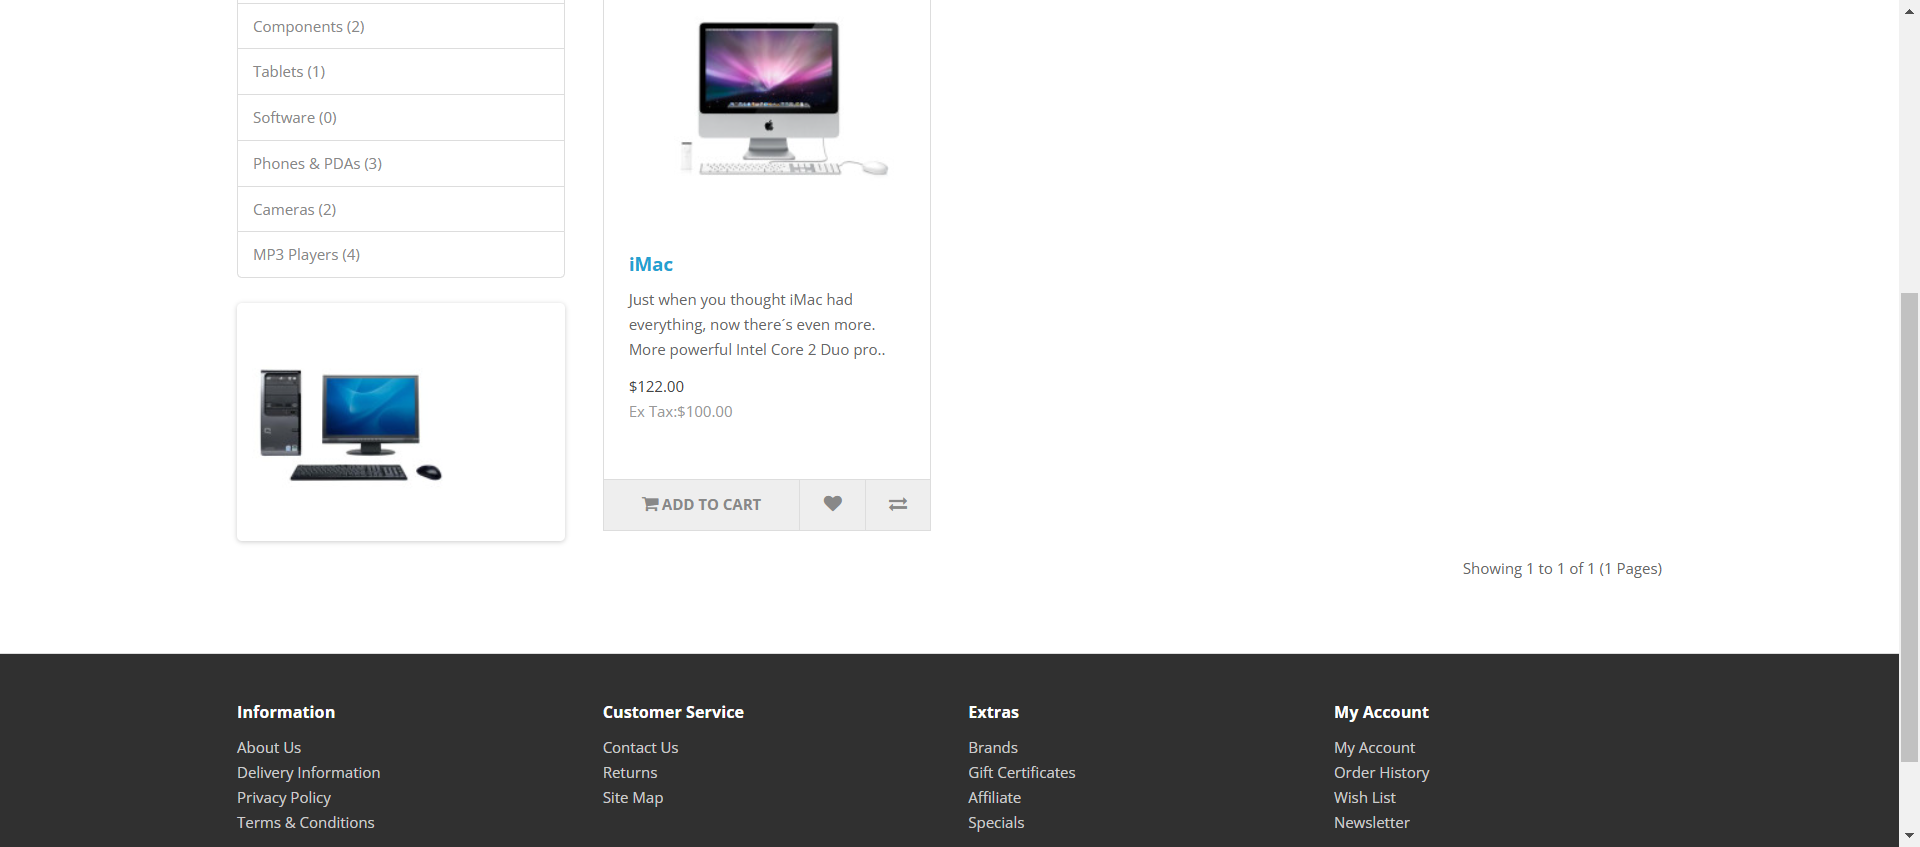 Components (2)
Tablets (1)
Software (0)
Phones & PDAs (3)
Cameras (2)
MP3 Players (4)
iMac
Just when you thought iMac had
everything, now there´s even more.
More powerful Intel Core 2 Duo pro..
$122.00
Ex Tax:$100.00
ADD TO CART
Showing 1 to 1 of 1 (1 Pages)
Information
About Us
Delivery Information
Privacy Policy
Terms & Conditions
Customer Service
Contact Us
Returns
Site Map
Extras
Brands
Gift Certificates
Affiliate
Specials
My Account
My Account
Order History
Wish List
Newsletter